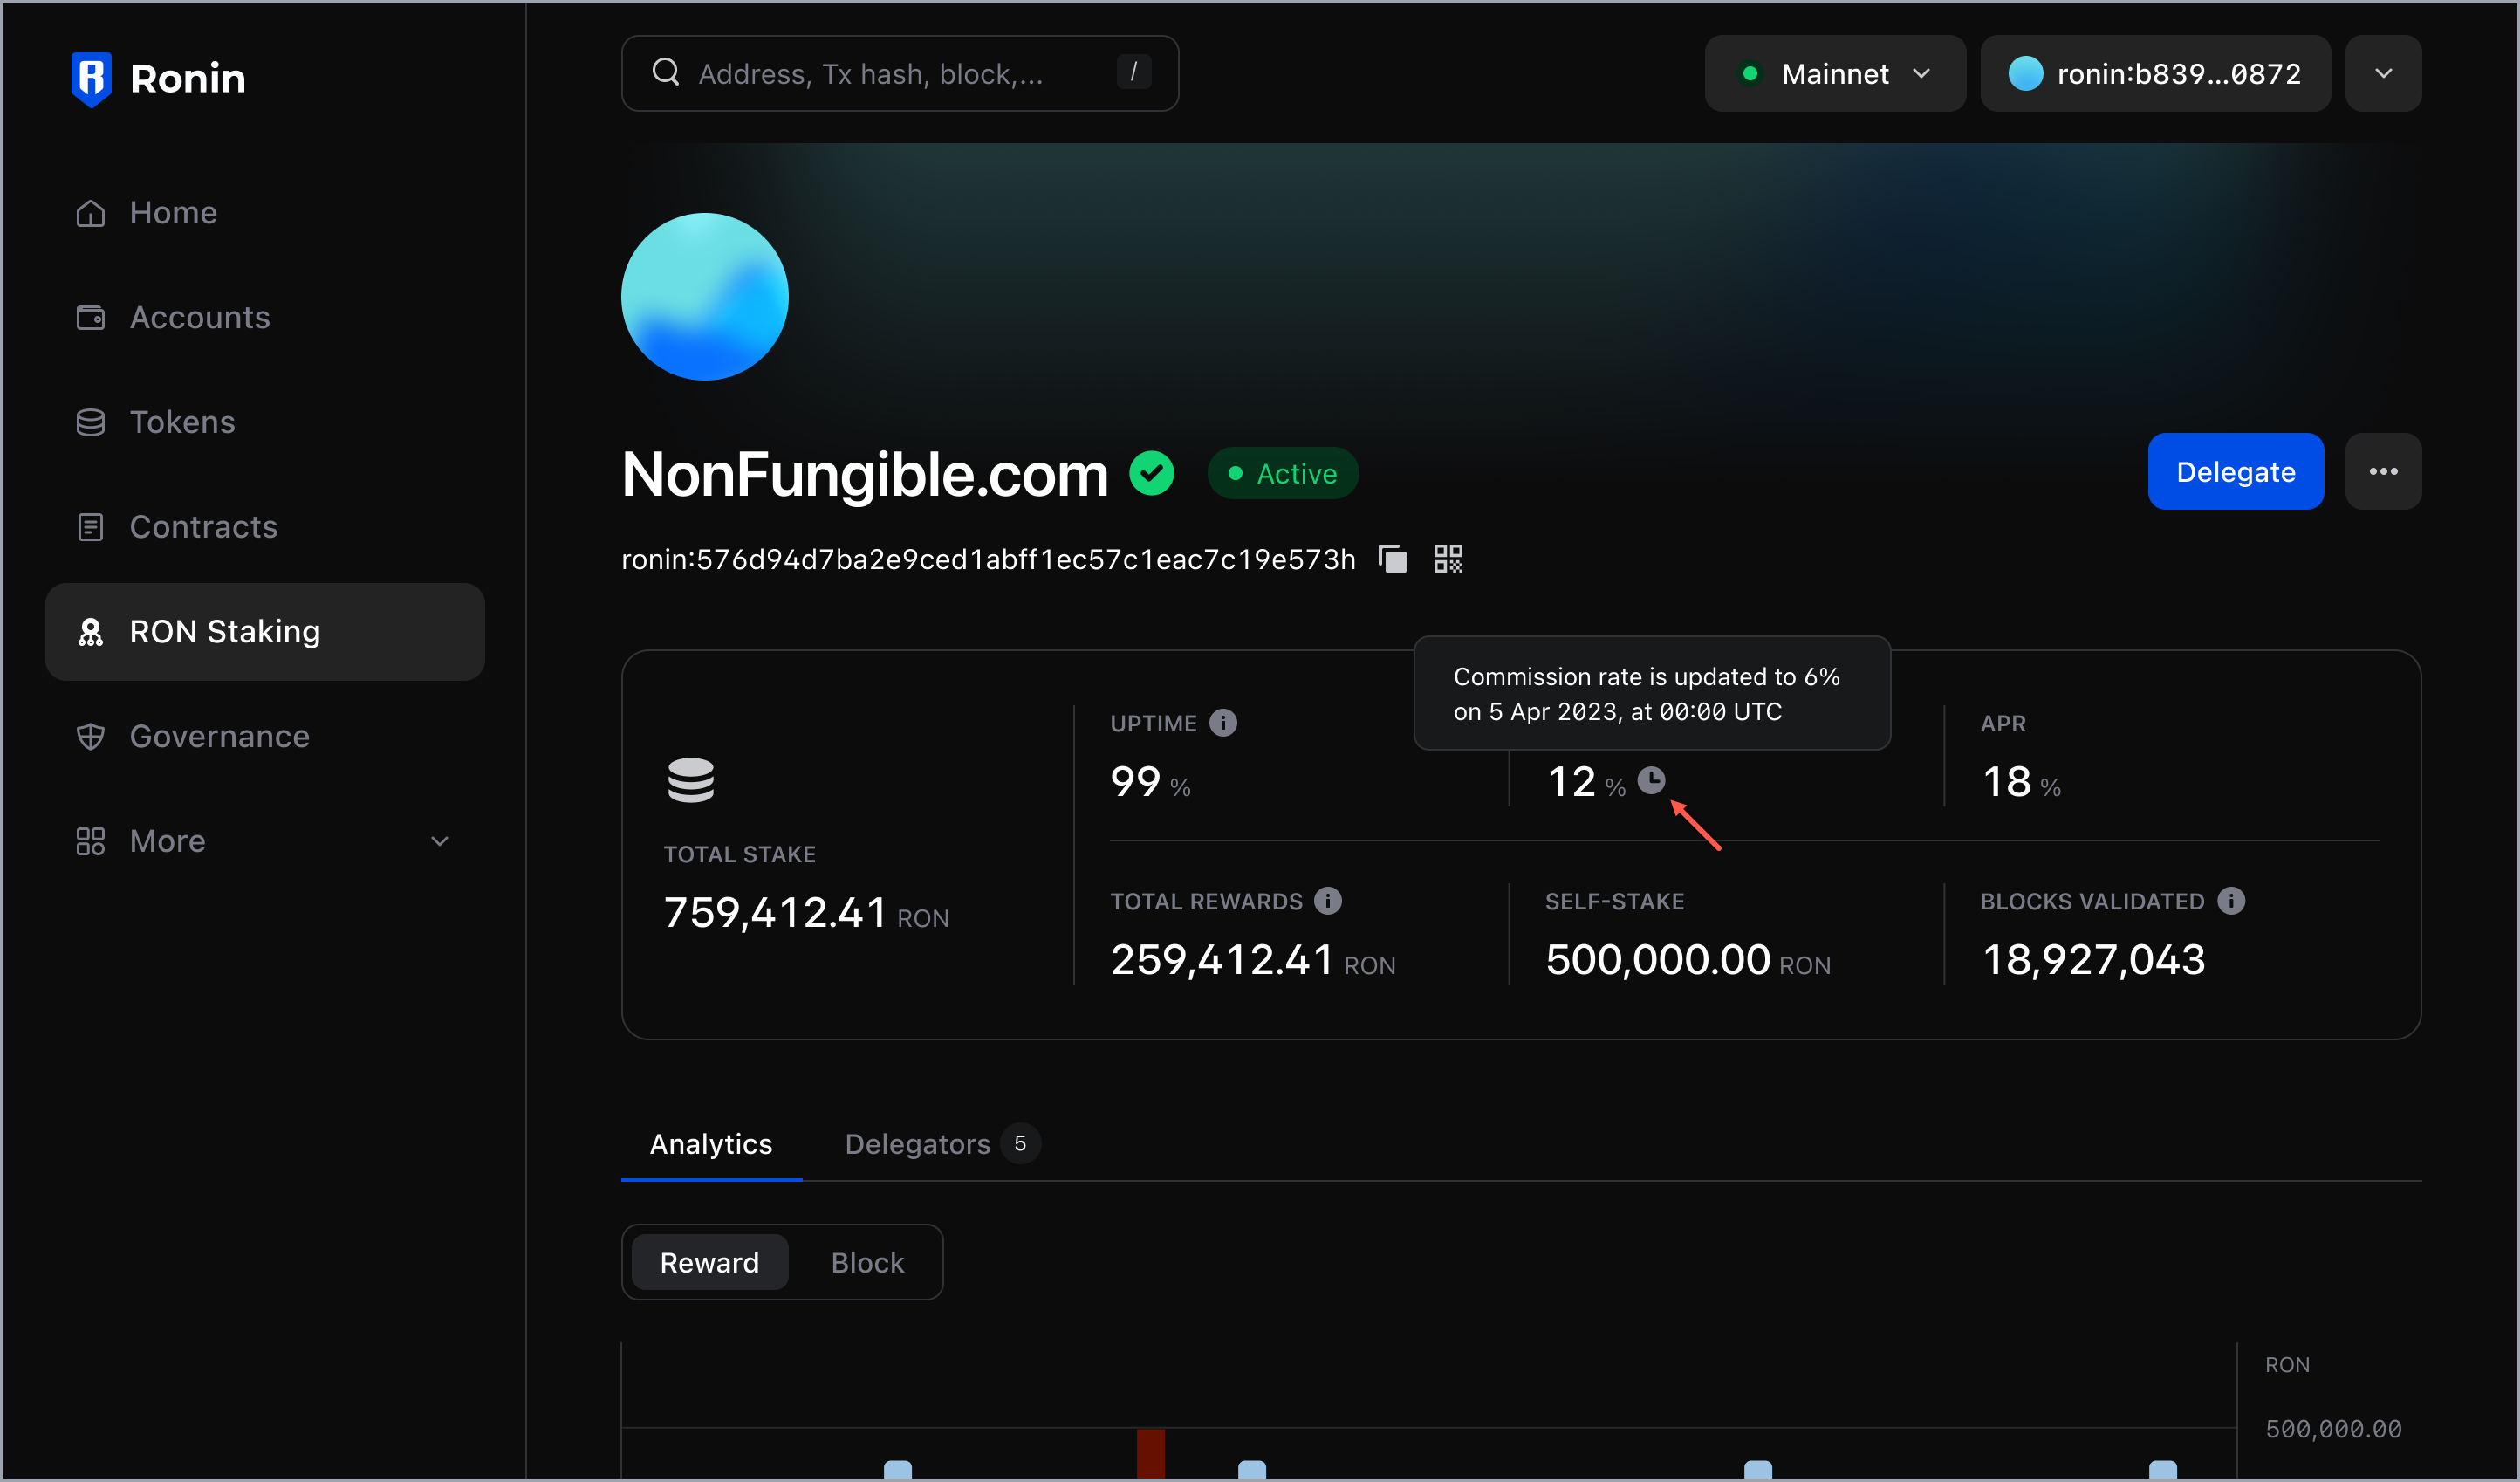 Ronin
Address, Tx hash, block,...
/
Mainnet
ronin:b839...0872
Home
Accounts
Tokens
Contracts
RON Staking
Governance
More
NonFungible.com
Active
Delegate
ronin:576d94d7ba2e9ced1abff1ec57c1eac7c19e573h
Commission rate is updated to 6%
on 5 Apr 2023, at 00:00 UTC
TOTAL STAKE
759,412.41 RON
UPTIME
99 %
12 %
APR
18 %
TOTAL REWARDS
259,412.41 RON
SELF-STAKE
500,000.00 RON
BLOCKS VALIDATED
18,927,043
Analytics
Delegators 5
Reward
Block
RON
500,000.00